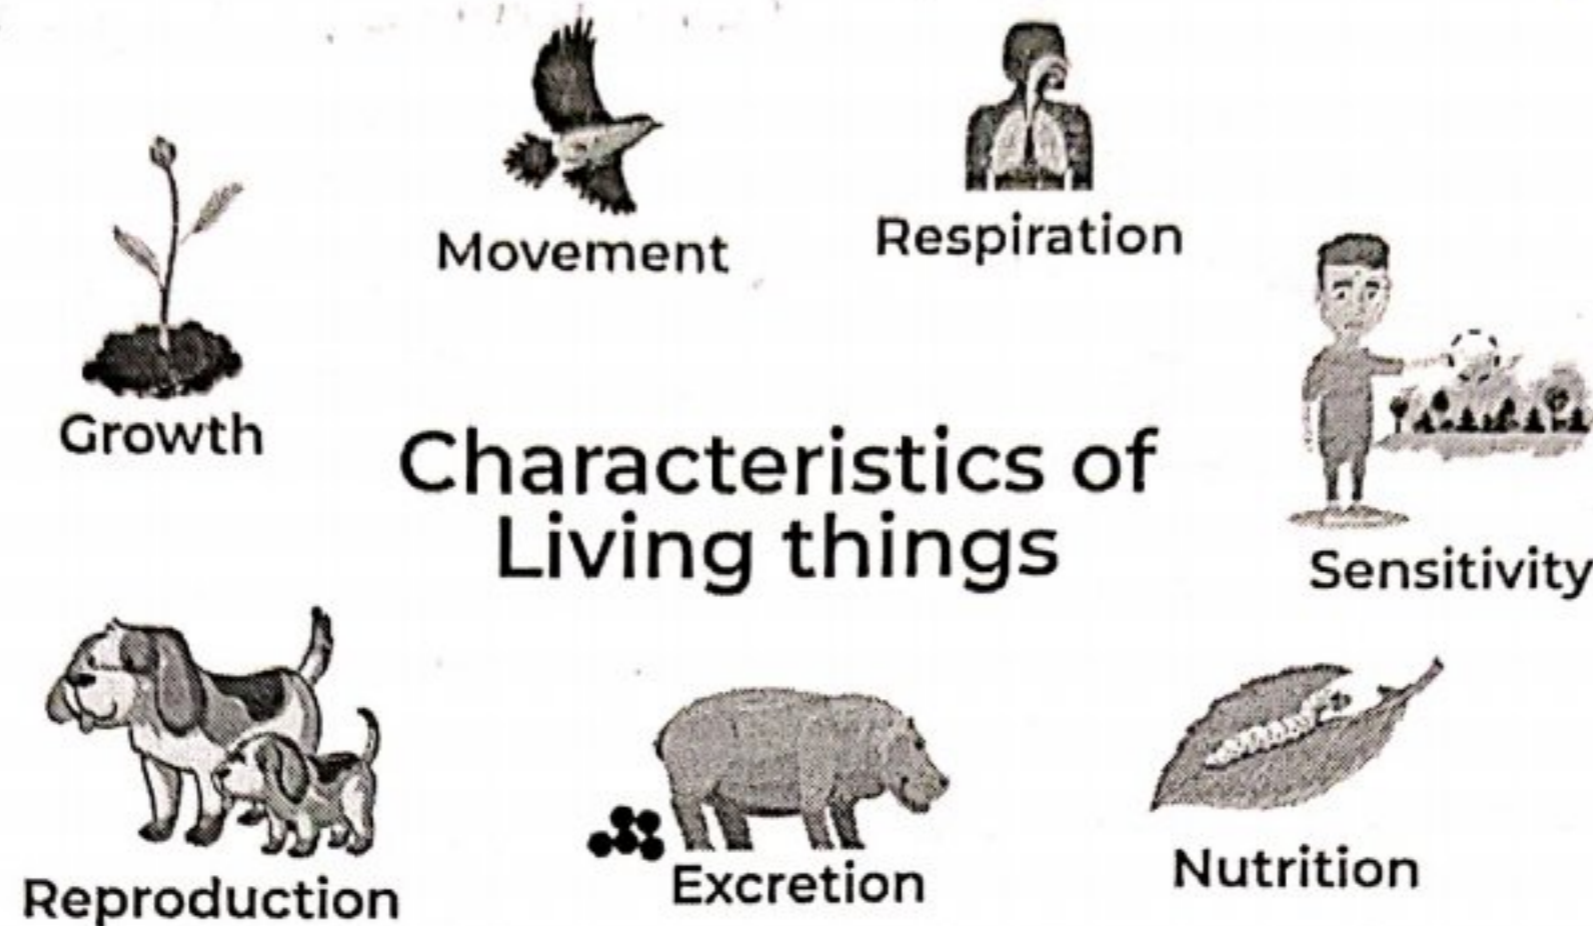 Movement
Respiration
Growth
Characteristics of
Living things
Sensitivity
Reproduction
Excretion
Nutrition